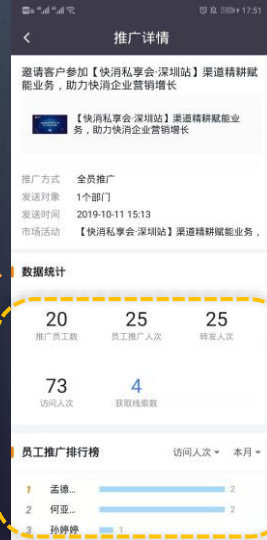 17:51
推广详情
邀请客户参加【快消私享会·深圳站】渠道精耕赋
能业务,助力快消企业营销增长
【快消私享会·深圳站】渠道精耕赋能业
务,助力快消企业营销增长
推广方式 全员推广
发送对象 1个部门
发送时间 2019-10-11 15:13
市场活动 【快消私享会·深圳站】渠道精耕赋能业务,
数据统计
20 25 25
推广员工数 员工推广人次 转发人次
73 4
访问人次 获取线索数
员工推广排行榜 访问人次 本月
1 孟德... 2
2 何亚... 2
3 孙婷婷 1